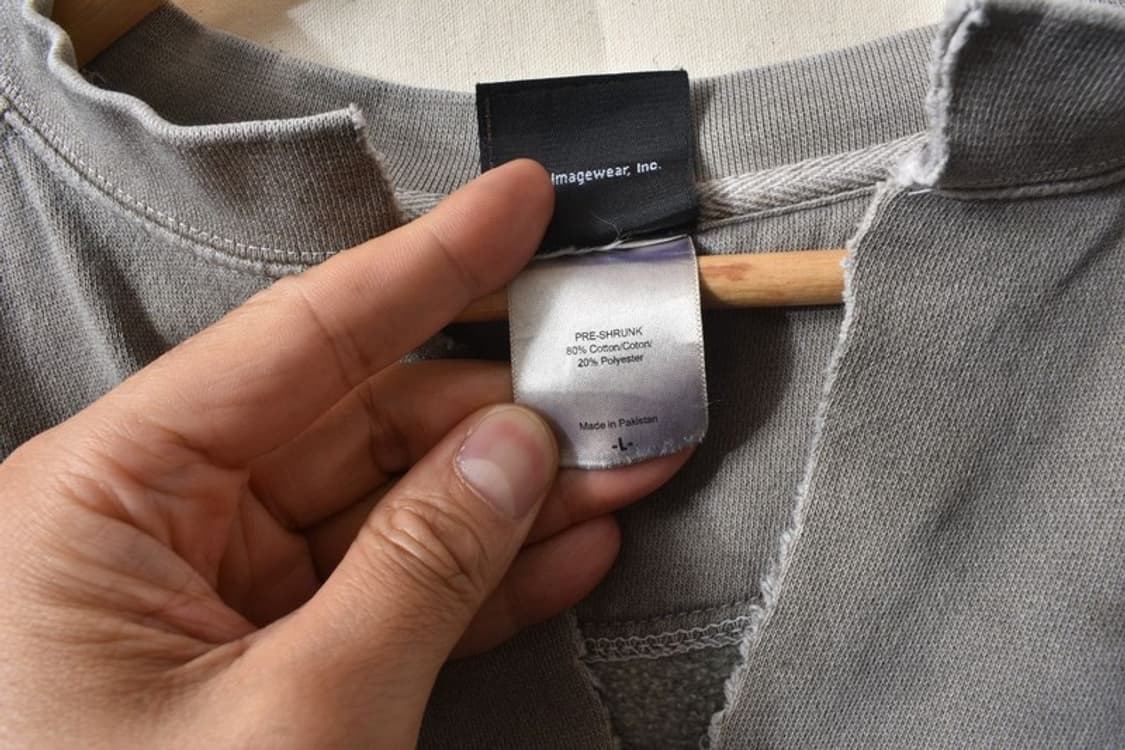 Imagewear, Inc.
PRE-SHRUNK
80% Cotton/Coton/
20% Polyester
Made in Pakistan
-L-